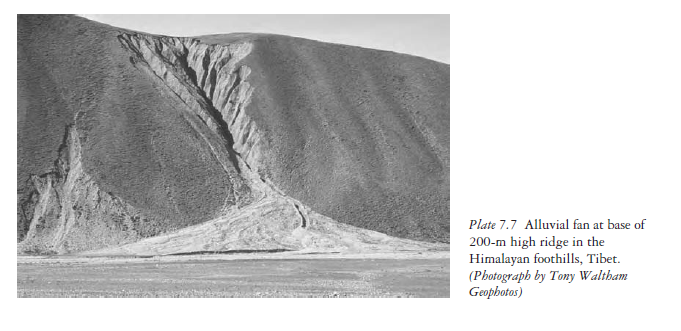 Plate 7.7 Alluvial fan at base of
200-m high ridge in the
Himalayan foothills, Tibet.
(Photograph by Tony Waltham
Geophotos)